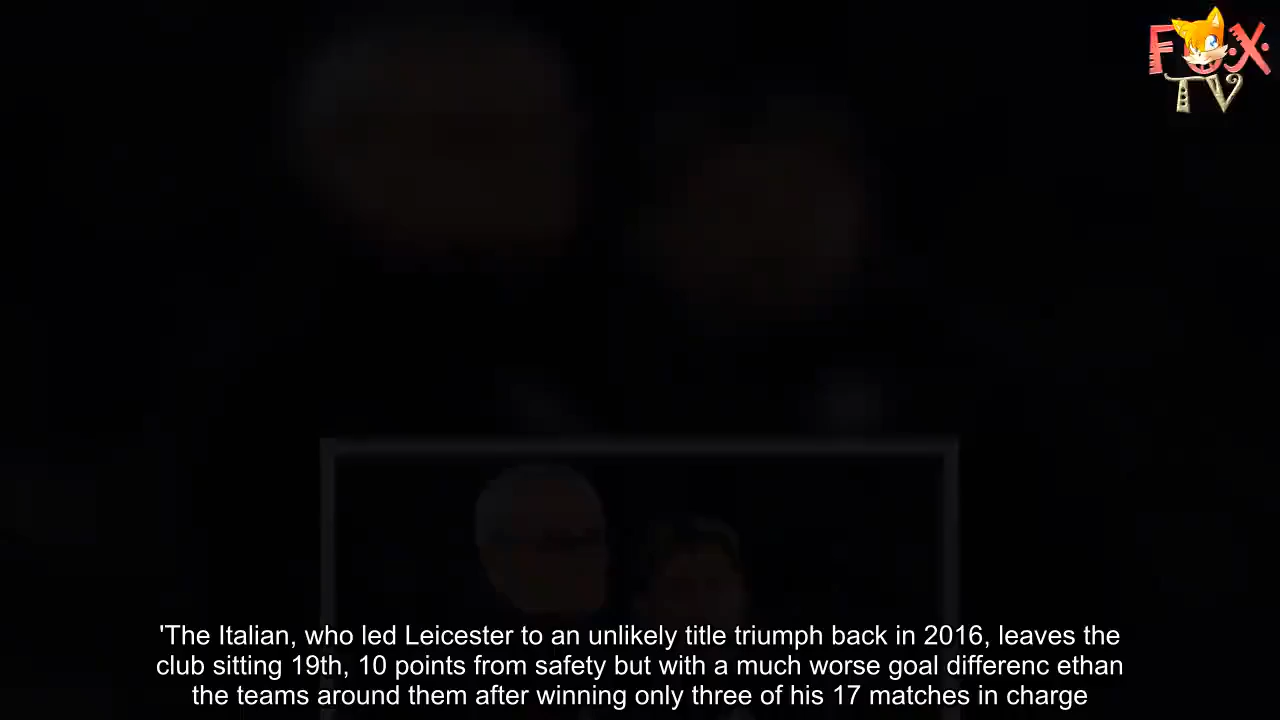 FOX
TV
'The Italian, who led Leicester to an unlikely title triumph back in 2016, leaves the
club sitting 19th, 10 points from safety but with a much worse goal differenc ethan
the teams around them after winning only three of his 17 matches in charge